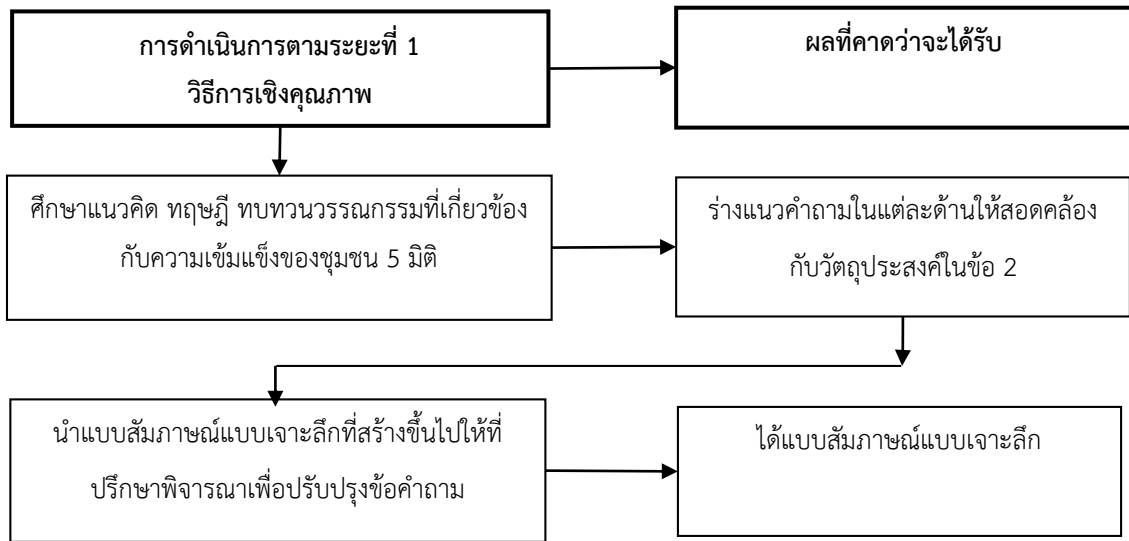 การดำเนินการตามระยะที่ 1
วิธีการเชิงคุณภาพ
ผลที่คาดว่าจะได้รับ
ศึกษาแนวคิด ทฤษฎี ทบทวนวรรณกรรมที่เกี่ยวข้อง
กับความเข้มแข็งของชุมชน 5 มิติ
ร่างแนวคำถามในแต่ละด้านให้สอดคล้อง
กับวัตถุประสงค์ในข้อ 2
นำแบบสัมภาษณ์แบบเจาะลึกที่สร้างขึ้นไปให้ที่
ปรึกษาพิจารณาเพื่อปรับปรุงข้อคำถาม
ได้แบบสัมภาษณ์แบบเจาะลึก